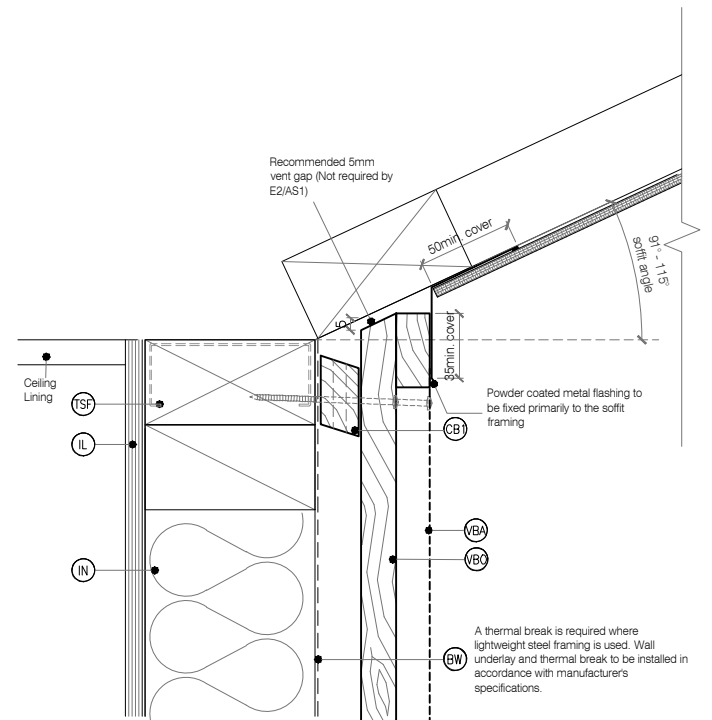 Recommended 5mm
vent gap (Not required by
E2/AS1)
50min. cover
91° - 115°
soffit angle
5
35min. cover
Ceiling
Lining
TSF
IL
Powder coated metal flashing to
be fixed primarily to the soffit
framing
CB1
VBA
VBO
IN
BW
A thermal break is required where
lightweight steel framing is used. Wall
underlay and thermal break to be installed in
accordance with manufacturer's
specifications.